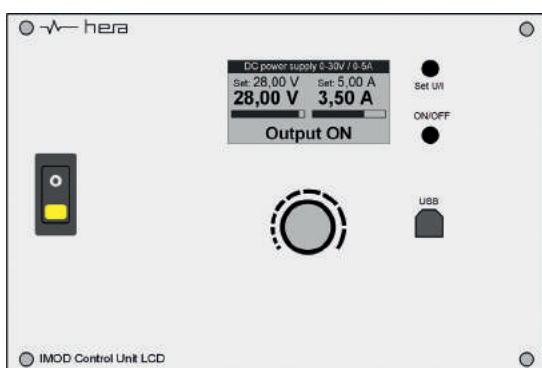 hera
DC power supply 0-30V / 0-5A
Set: 28,00 V Set: 5,00 A
28,00 V 3,50 A
Output ON
Set U/I
ON/OFF
USB
IMOD Control Unit LCD